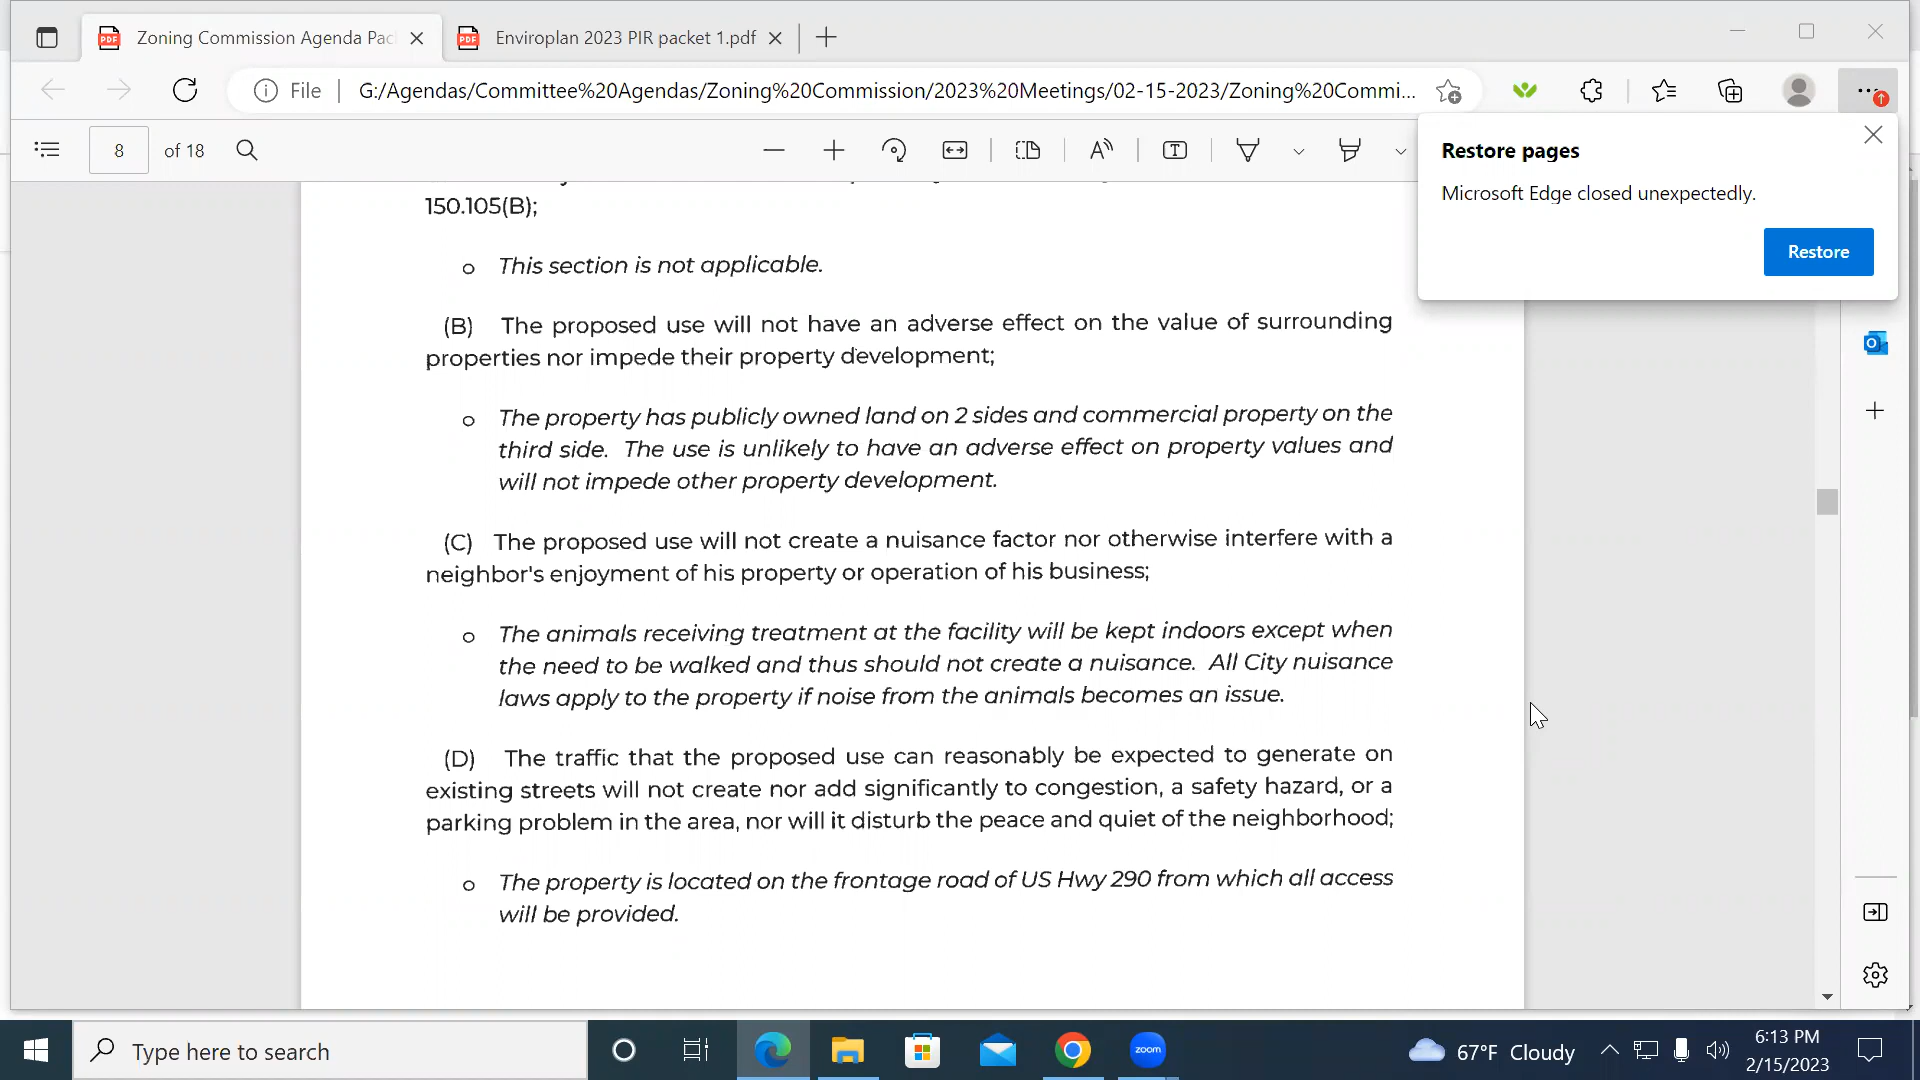 Zoning Commission Agenda Pac
Enviroplan 2023 PIR packet 1.pdf
File
G:/Agendas/Committee%20Agendas/Zoning%20Commission/2023%20Meetings/02-15-2023/Zoning%20Commi...
8 of 18
Restore pages
Microsoft Edge closed unexpectedly.
Restore
150.105(B);
o This section is not applicable.
(B) The proposed use will not have an adverse effect on the value of surrounding
properties nor impede their property development;
o The property has publicly owned land on 2 sides and commercial property on the
third side. The use is unlikely to have an adverse effect on property values and
will not impede other property development.
(C) The proposed use will not create a nuisance factor nor otherwise interfere with a
neighbor's enjoyment of his property or operation of his business;
o The animals receiving treatment at the facility will be kept indoors except when
the need to be walked and thus should not create a nuisance. All City nuisance
laws apply to the property if noise from the animals becomes an issue.
(D) The traffic that the proposed use can reasonably be expected to generate on
existing streets will not create nor add significantly to congestion, a safety hazard, or a
parking problem in the area, nor will it disturb the peace and quiet of the neighborhood;
o The property is located on the frontage road of US Hwy 290 from which all access
will be provided.
Type here to search
zoom
67°F Cloudy
6:13 PM
2/15/2023